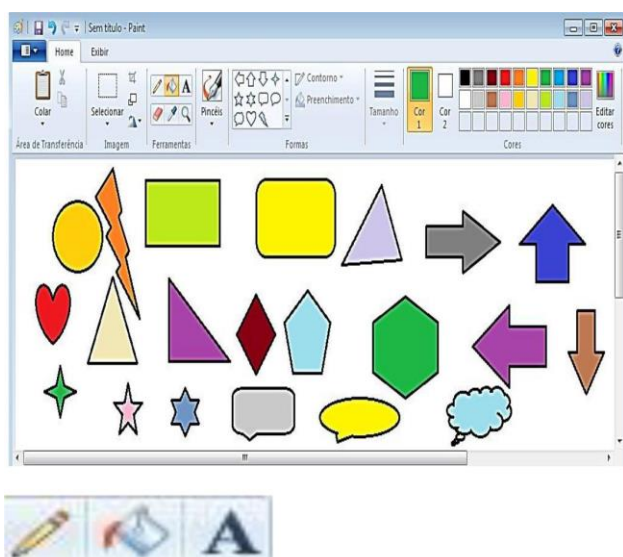 Sem título - Paint
Home Exibir
Colar
Selecionar
A
Pincéis
Contorno
Preenchimento
Tamanho
Cor 1
Cor 2
Editar cores
Área de Transferência Imagem Ferramentas Formas Cores
A